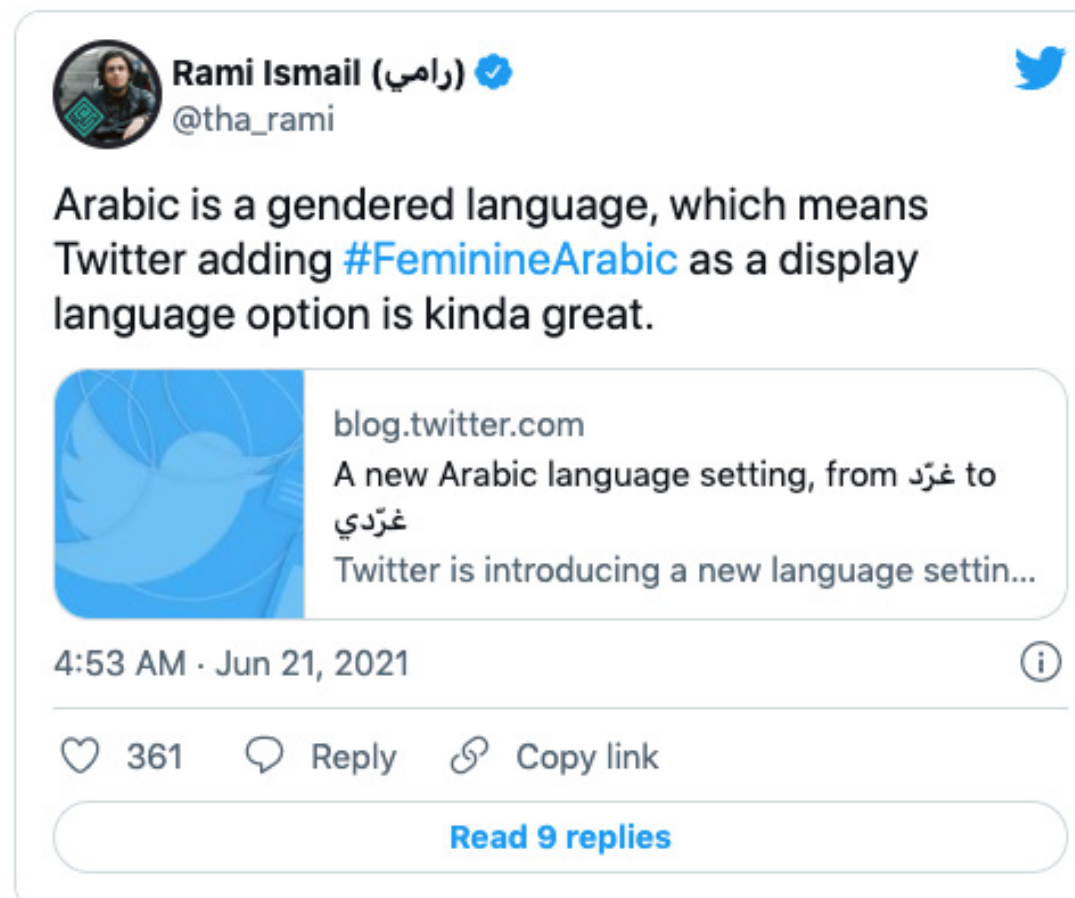 Rami Ismail (رامي)
@tha_rami
Arabic is a gendered language, which means
Twitter adding #FeminineArabic as a display
language option is kinda great.
blog.twitter.com
A new Arabic language setting, from غرّد to
غرّدي
Twitter is introducing a new language settin...
4:53 AM · Jun 21, 2021
361 Reply Copy link
Read 9 replies